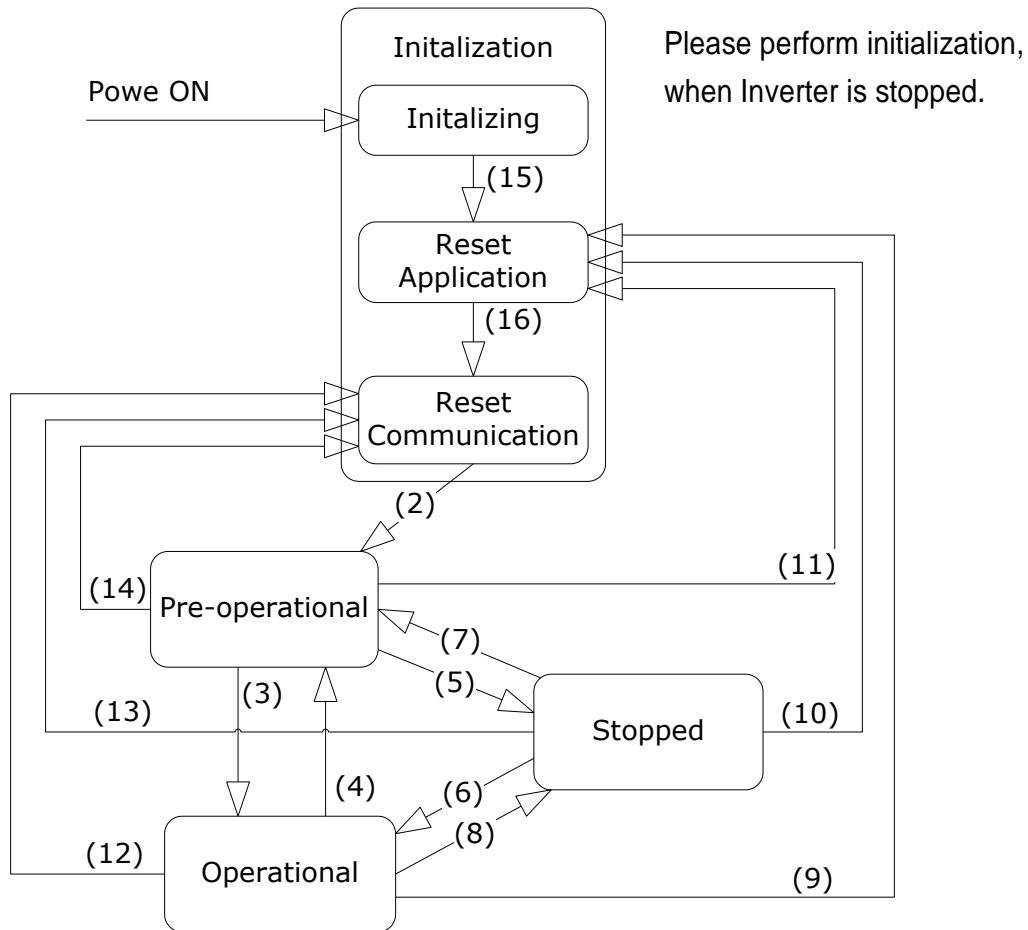 Initalization
Please perform initialization,
when Inverter is stopped.
Powe ON
Initalizing
(15)
Reset
Application
(16)
Reset
Communication
(2)
(14)
Pre-operational
(11)
(7)
(5)
(3)
(13)
Stopped
(10)
(4)
(6)
(8)
(12)
Operational
(9)